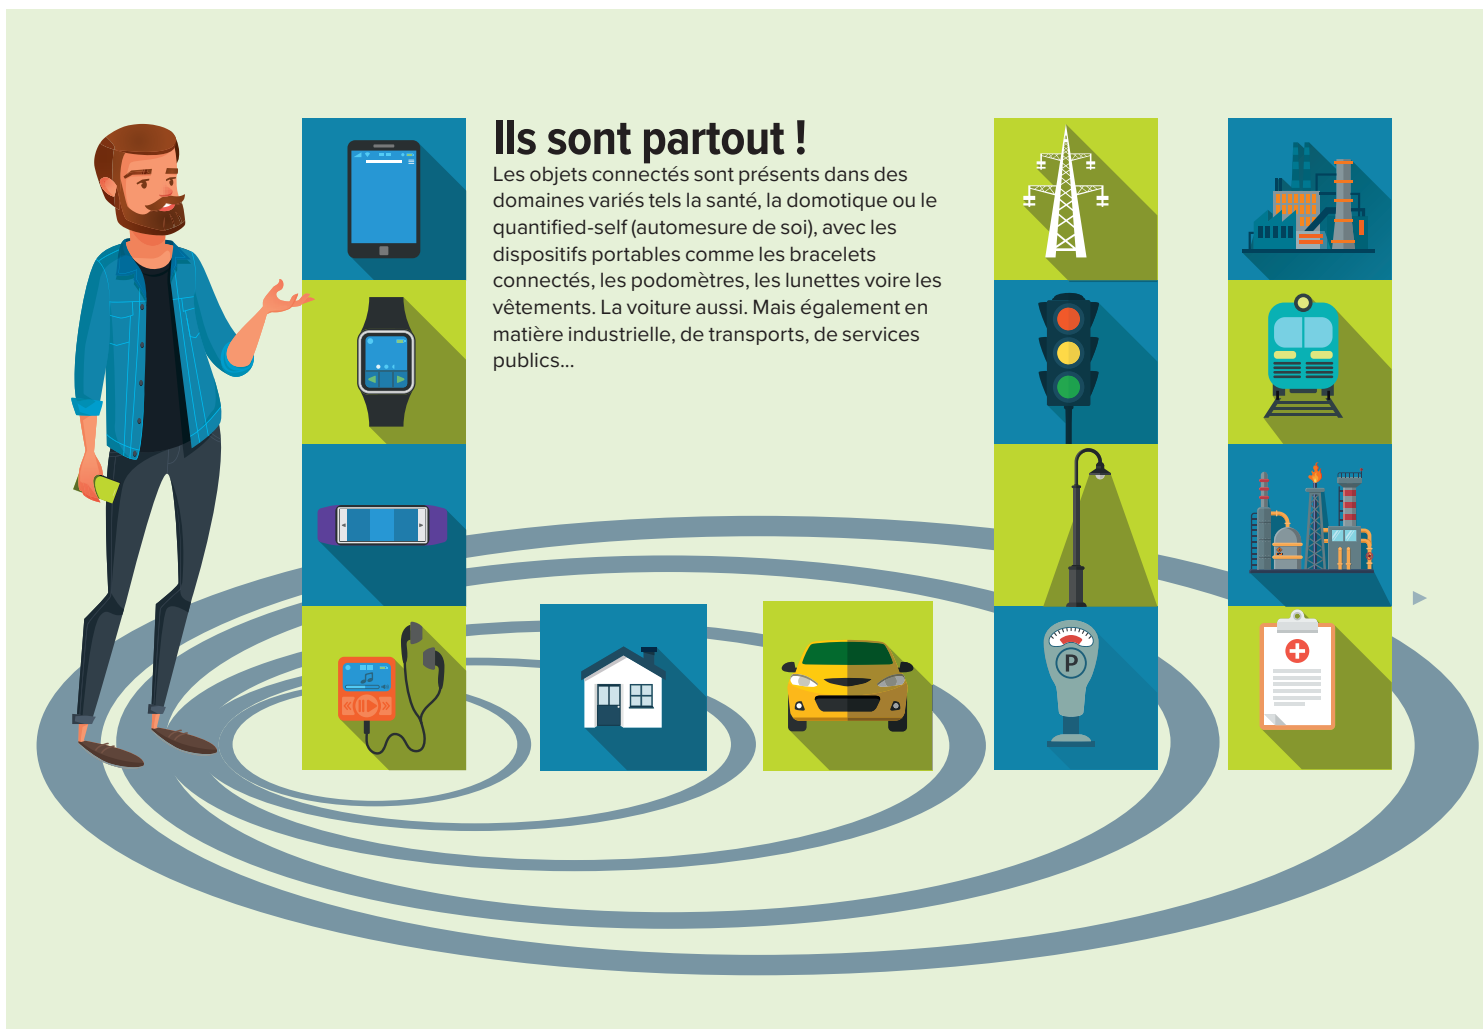 Ils sont partout !
Les objets connectés sont présents dans des
domaines variés tels la santé, la domotique ou le
quantified-self (automesure de soi), avec les
dispositifs portables comme les bracelets
connectés, les podomètres, les lunettes voire les
vêtements. La voiture aussi. Mais également en
matière industrielle, de transports, de services
publics...
P